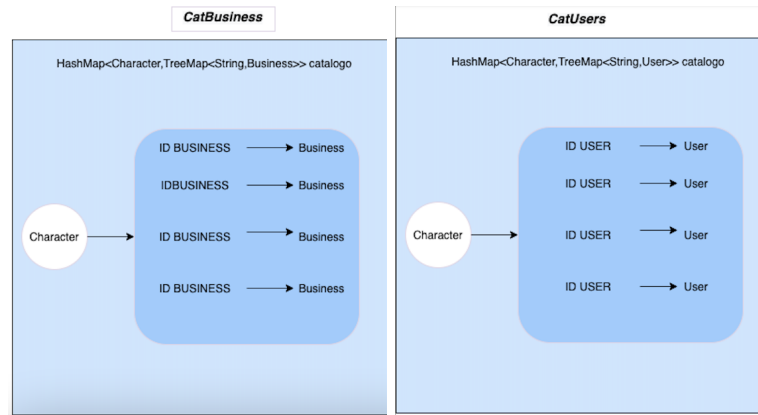 CatBusiness
HashMap<Character,TreeMap<String,Business>> catalogo
ID BUSINESS Business
IDBUSINESS Business
Character
ID BUSINESS Business
ID BUSINESS Business
CatUsers
HashMap<Character,TreeMap<String,User>> catalogo
ID USER User
ID USER User
Character
ID USER User
ID USER User